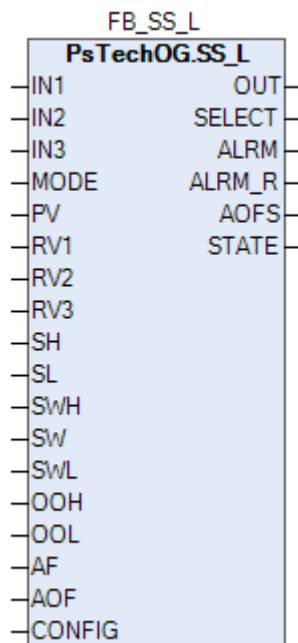 FB_SS_L
PsTechOG.SS_L
IN1 OUT
IN2 SELECT
IN3 ALRM
MODE ALRM_R
PV AOFS
RV1 STATE
RV2
RV3
SH
SL
SWH
SW
SWL
OOH
OOL
AF
AOF
CONFIG